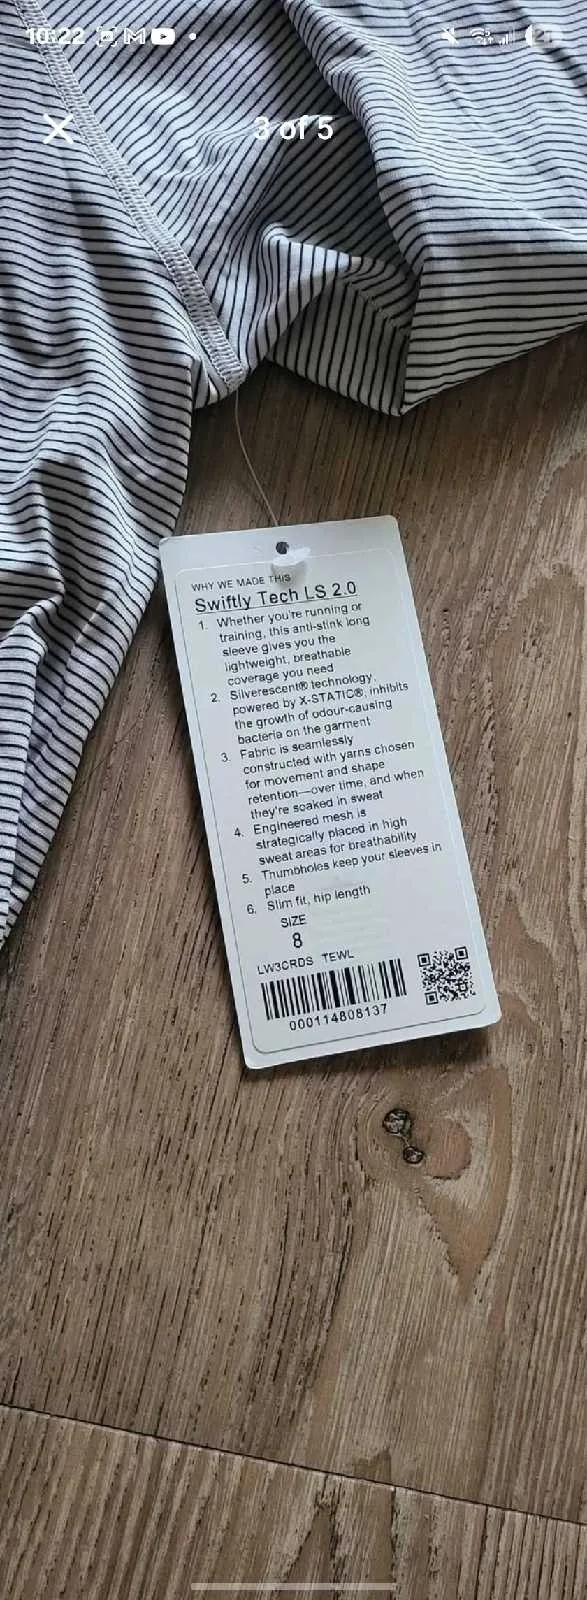 10:22
3 of 5
WHY WE MADE THIS
Swiftly Tech LS 2.0
1. Whether you're running or
training, this anti-stink long
sleeve gives you the
lightweight, breathable
coverage you need
2. Silverescent® technology,
powered by X-STATIC®, inhibits
the growth of odour-causing
bacteria on the garment
3. Fabric is seamlessly
constructed with yarns chosen
for movement and shape
retention—over time, and when
they're soaked in sweat
4. Engineered mesh is
strategically placed in high
sweat areas for breathability
5. Thumbholes keep your sleeves in
place
6. Slim fit, hip length
SIZE
8
LW3CRDS TEWL
000114808137